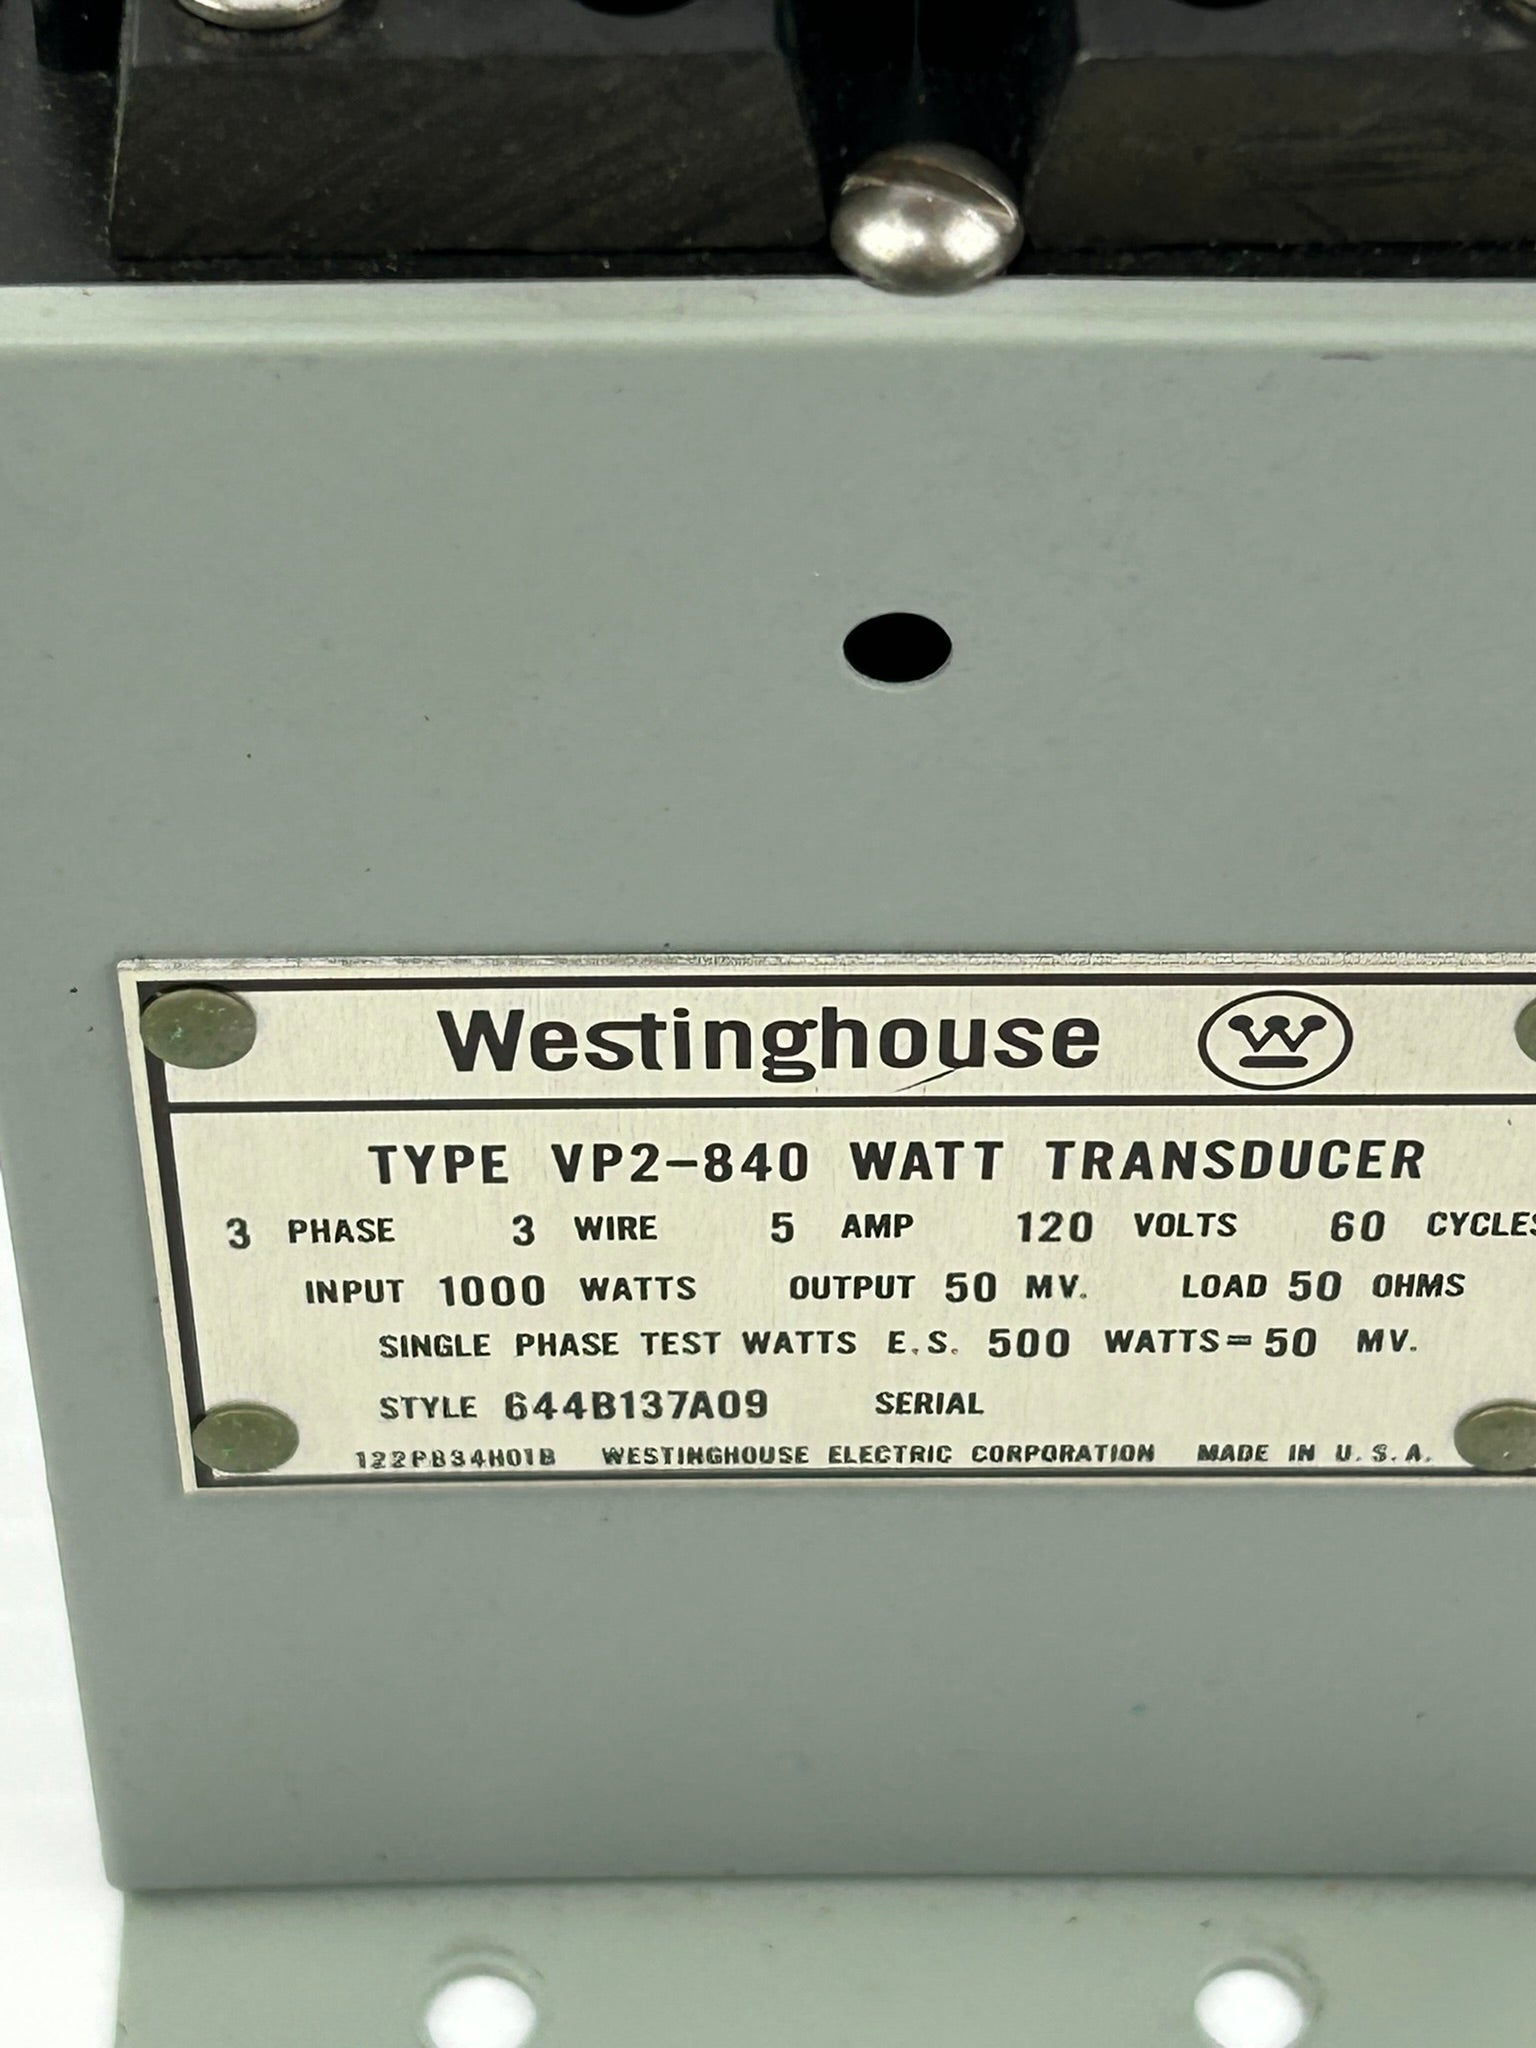 Westinghouse W
TYPE VP2-840 WATT TRANSDUCER
3 PHASE 3 WIRE 5 AMP 120 VOLTS 60 CYCLES
INPUT 1000 WATTS OUTPUT 50 MV. LOAD 50 OHMS
SINGLE PHASE TEST WATTS E.S. 500 WATTS=50 MV.
STYLE 644B137A09 SERIAL
WESTINGHOUSE ELECTRIC CORPORATION MADE IN U.S.A.